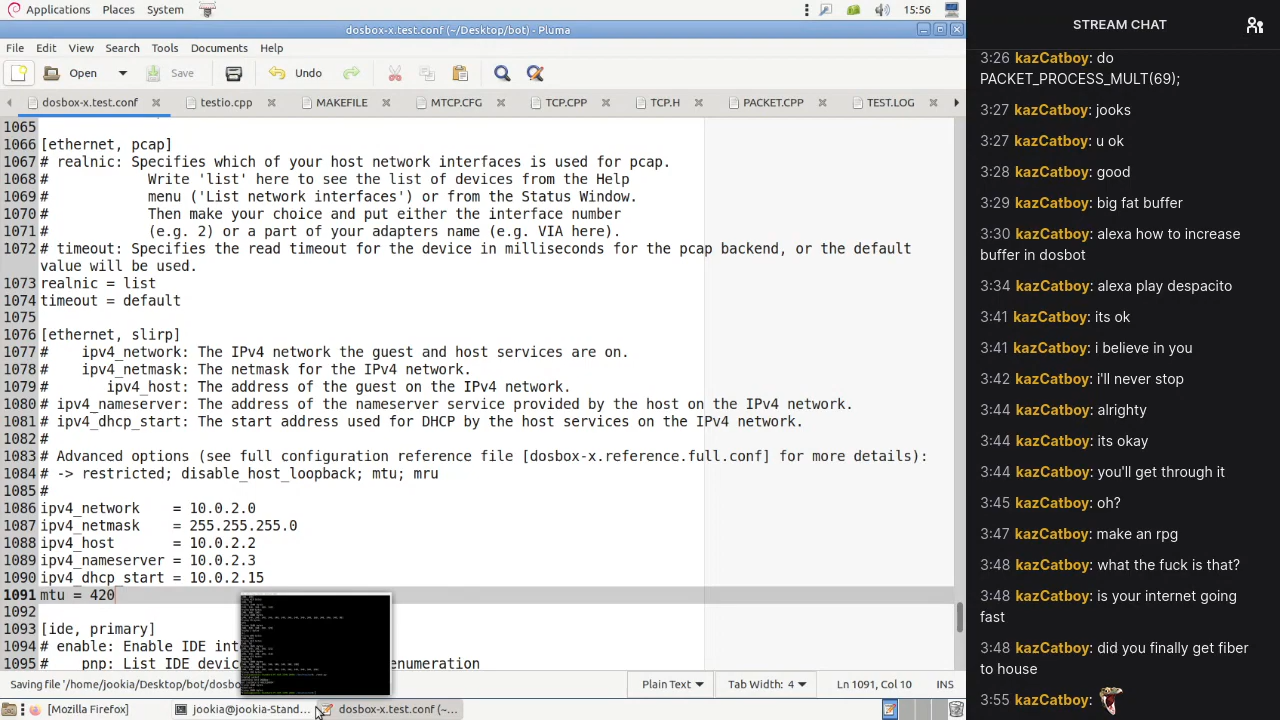 Applications Places System 15:56
dosbox-x.test.conf (~/Desktop/bot) - Pluma
File Edit View Search Tools Documents Help
Open Save Undo
dosbox-x.test.conf testio.cpp MAKEFILE MTCP.CFG TCP.CPP TCP.H PACKET.CPP TEST.LOG
1065
1066 [ethernet, pcap]
1067 # realnic: Specifies which of your host network interfaces is used for pcap.
1068 # Write 'list' here to see the list of devices from the Help
1069 # menu ('List network interfaces') or from the Status Window.
1070 # Then make your choice and put either the interface number
1071 # (e.g. 2) or a part of your adapters name (e.g. VIA here).
1072 # timeout: Specifies the read timeout for the device in milliseconds for the pcap backend, or the default
value will be used.
1073 realnic = list
1074 timeout = default
1075
1076 [ethernet, slirp]
1077 # ipv4_network: The IPv4 network the guest and host services are on.
1078 # ipv4_netmask: The netmask for the IPv4 network.
1079 # ipv4_host: The address of the guest on the IPv4 network.
1080 # ipv4_nameserver: The address of the nameserver service provided by the host on the IPv4 network.
1081 # ipv4_dhcp_start: The start address used for DHCP by the host services on the IPv4 network.
1082 #
1083 # Advanced options (see full configuration reference file [dosbox-x.reference.full.conf] for more details):
1084 # -> restricted; disable_host_loopback; mtu; mru
1085 #
1086 ipv4_network = 10.0.2.0
1087 ipv4_netmask = 255.255.255.0
1088 ipv4_host = 10.0.2.2
1089 ipv4_nameserver = 10.0.2.3
1090 ipv4_dhcp_start = 10.0.2.15
1091 mtu = 420
1092
[ide, primary]
Enable IDE int
List IDE devic enumeration
Plain Text Tab Width: 4 Ln 1091, Col 10 INS
[Mozilla Firefox] jookia@jookia-Stand... dosbox-x.test.conf (~...
STREAM CHAT
3:26 kazCatboy: do
PACKET_PROCESS_MULT(69);
3:27 kazCatboy: jooks
3:27 kazCatboy: u ok
3:28 kazCatboy: good
3:29 kazCatboy: big fat buffer
3:30 kazCatboy: alexa how to increase
buffer in dosbot
3:34 kazCatboy: alexa play despacito
3:41 kazCatboy: its ok
3:41 kazCatboy: i believe in you
3:42 kazCatboy: i'll never stop
3:44 kazCatboy: alrighty
3:44 kazCatboy: its okay
3:44 kazCatboy: you'll get through it
3:45 kazCatboy: oh?
3:47 kazCatboy: make an rpg
3:48 kazCatboy: what the fuck is that?
3:48 kazCatboy: is your internet going
fast
3:48 kazCatboy: did you finally get fiber
to house
3:55 kazCatboy: